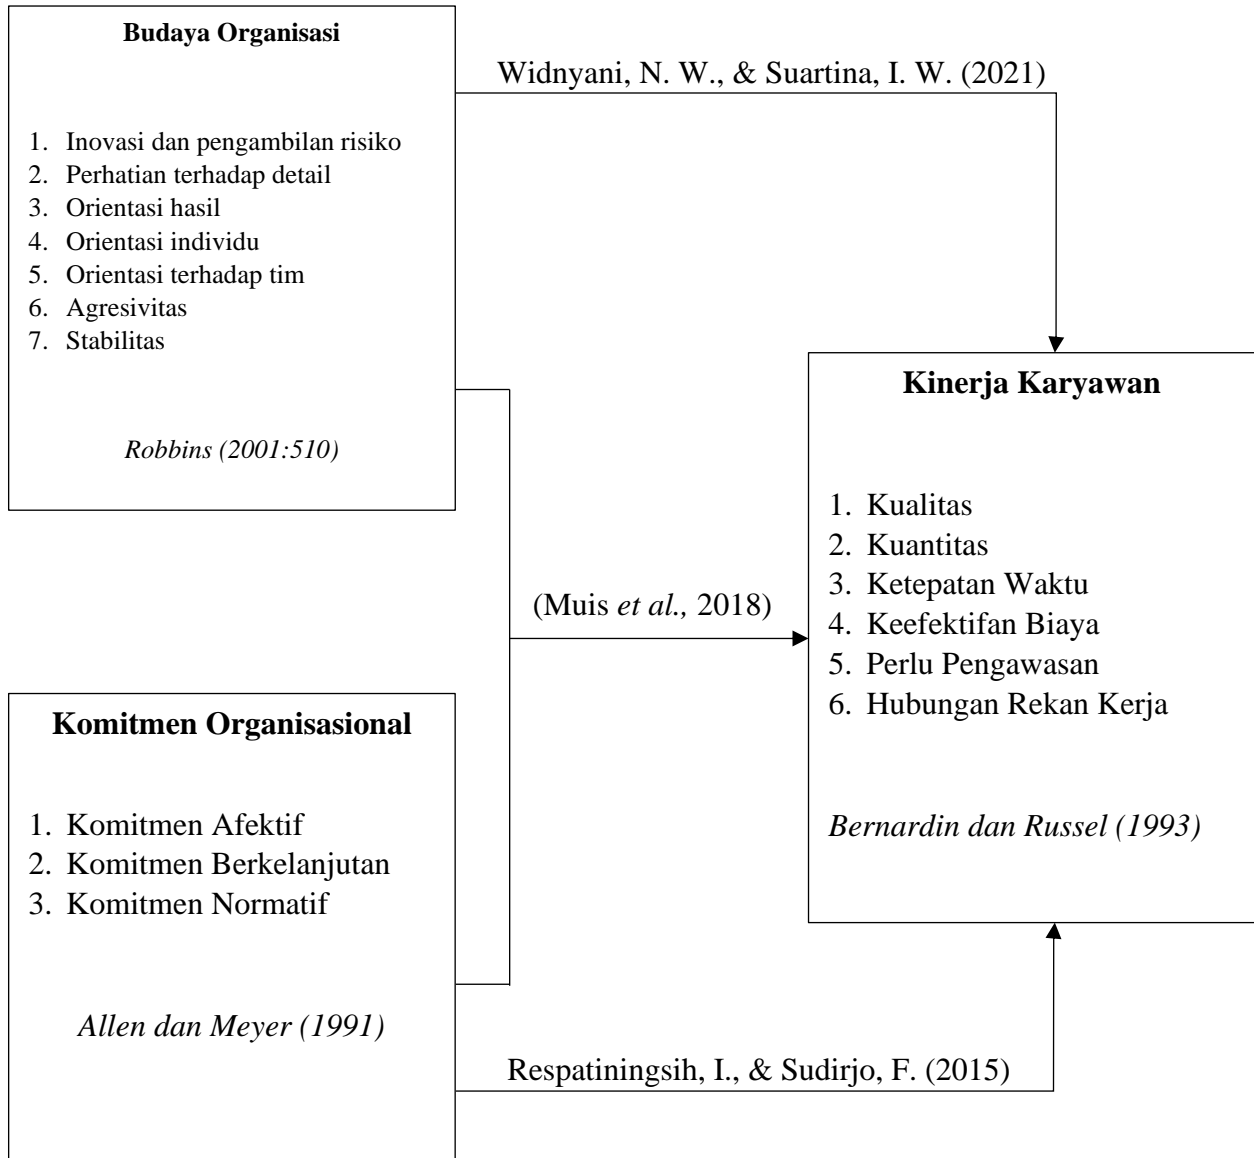 Budaya Organisasi
1. Inovasi dan pengambilan risiko
2. Perhatian terhadap detail
3. Orientasi hasil
4. Orientasi individu
5. Orientasi terhadap tim
6. Agresivitas
7. Stabilitas
Robbins (2001:510)
Widnyani, N. W., & Suartina, I. W. (2021)
Kinerja Karyawan
1. Kualitas
2. Kuantitas
3. Ketepatan Waktu
4. Keefektifan Biaya
5. Perlu Pengawasan
6. Hubungan Rekan Kerja
Bernardin dan Russel (1993)
(Muis et al., 2018)
Komitmen Organisasional
1. Komitmen Afektif
2. Komitmen Berkelanjutan
3. Komitmen Normatif
Allen dan Meyer (1991)
Respatiningsih, I., & Sudirjo, F. (2015)